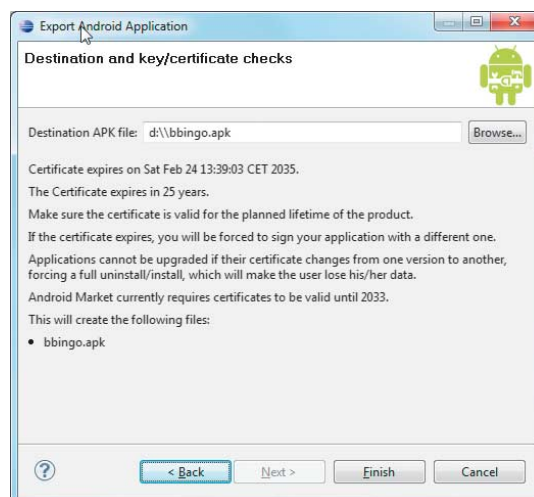 Export Android Application
Destination and key/certificate checks
Destination APK file: d:\\bbingo.apk Browse...
Certificate expires on Sat Feb 24 13:39:03 CET 2035.
The Certificate expires in 25 years.
Make sure the certificate is valid for the planned lifetime of the product.
If the certificate expires, you will be forced to sign your application with a different one.
Applications cannot be upgraded if their certificate changes from one version to another,
forcing a full uninstall/install, which will make the user lose his/her data.
Android Market currently requires certificates to be valid until 2033.
This will create the following files:
• bbingo.apk
? < Back Next > Finish Cancel